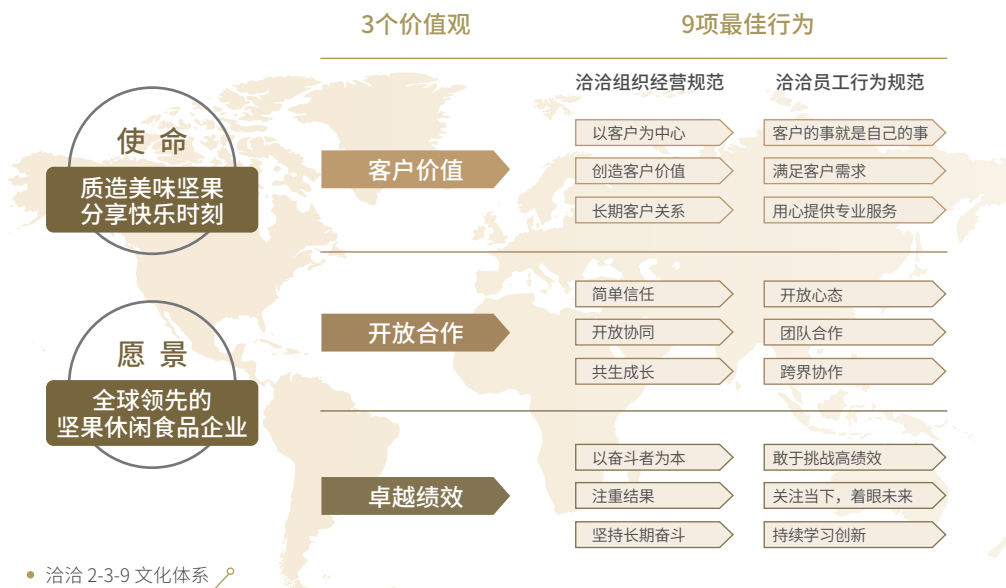 3个价值观
9项最佳行为
洽洽组织经营规范
洽洽员工行为规范
使命
质造美味坚果
分享快乐时刻
愿景
全球领先的
坚果休闲食品企业
客户价值
以客户为中心
客户的事就是自己的事
创造客户价值
满足客户需求
长期客户关系
用心提供专业服务
开放合作
简单信任
开放心态
开放协同
团队合作
共生成长
跨界协作
卓越绩效
以奋斗者为本
敢于挑战高绩效
注重结果
关注当下，着眼未来
坚持长期奋斗
持续学习创新
洽洽 2-3-9 文化体系